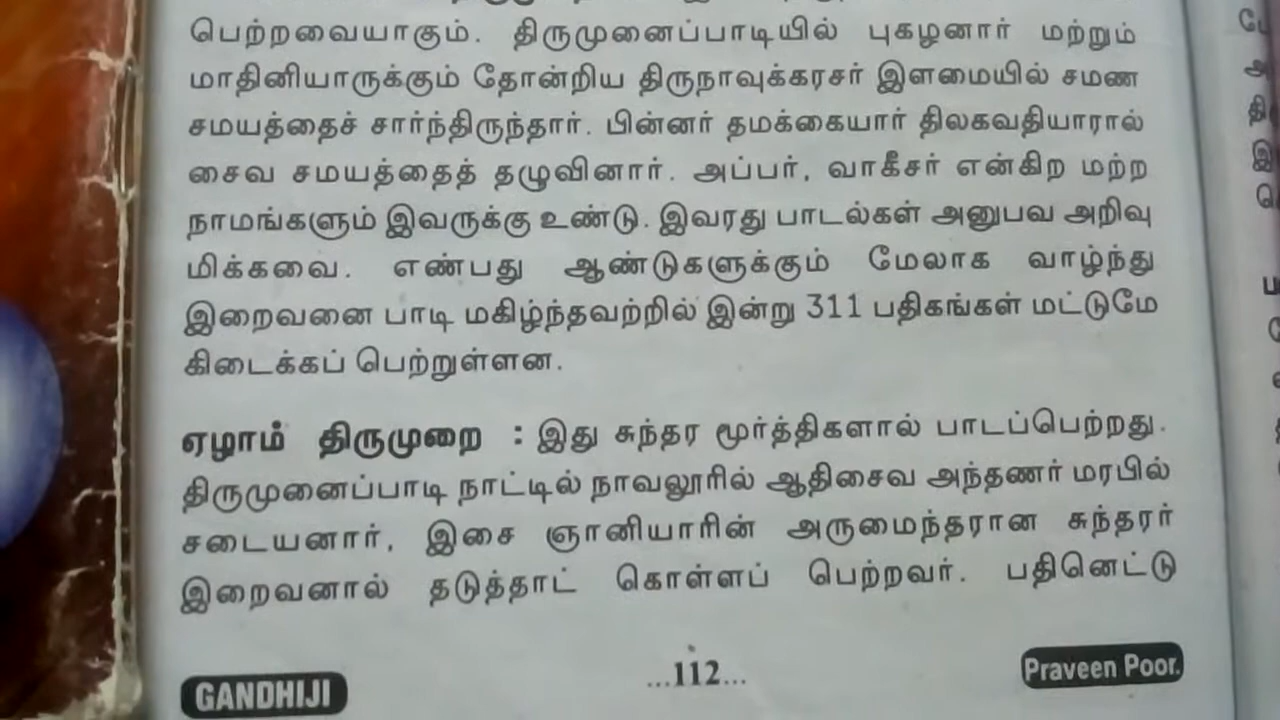 பெற்றவையாகும். திருமுனைப்பாடியில் புகழனார் மற்றும்
மாதினியாருக்கும் தோன்றிய திருநாவுக்கரசர் இளமையில் சமண
சமயத்தைச் சார்ந்திருந்தார். பின்னர் தமக்கையார் திலகவதியாரால்
சைவ சமயத்தைத் தழுவினார். அப்பர், வாகீசர் என்கிற மற்ற
நாமங்களும் இவருக்கு உண்டு. இவரது பாடல்கள் அனுபவ அறிவு
மிக்கவை. எண்பது ஆண்டுகளுக்கும் மேலாக வாழ்ந்து
இறைவனை பாடி மகிழ்ந்தவற்றில் இன்று 311 பதிகங்கள் மட்டுமே
கிடைக்கப் பெற்றுள்ளன.
ஏழாம் திருமுறை : இது சுந்தர மூர்த்திகளால் பாடப்பெற்றது.
திருமுனைப்பாடி நாட்டில் நாவலூரில் ஆதிசைவ அந்தணர் மரபில்
சடையனார், இசை ஞானியாரின் அருமைந்தரான சுந்தரர்
இறைவனால் தடுத்தாட் கொள்ளப் பெற்றவர். பதினெட்டு
GANDHIJI ...112... Praveen Poor.